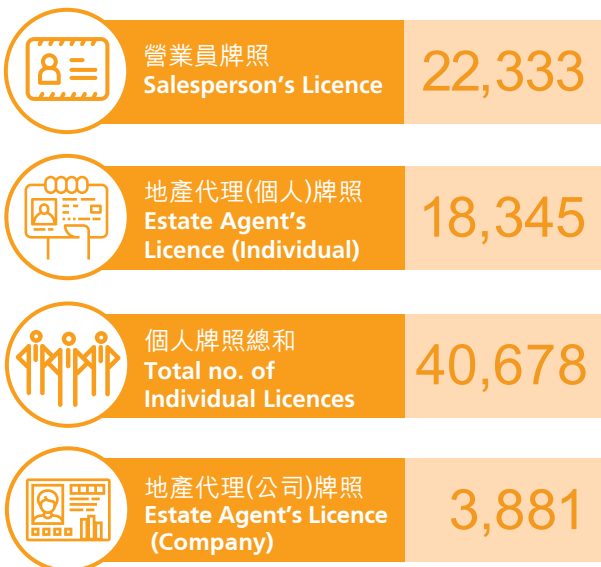 營業員牌照
Salesperson's Licence
22,333
地產代理(個人)牌照
Estate Agent's
Licence (Individual)
18,345
個人牌照總和
Total no. of
Individual Licences
40,678
地產代理(公司)牌照
Estate Agent's Licence
(Company)
3,881